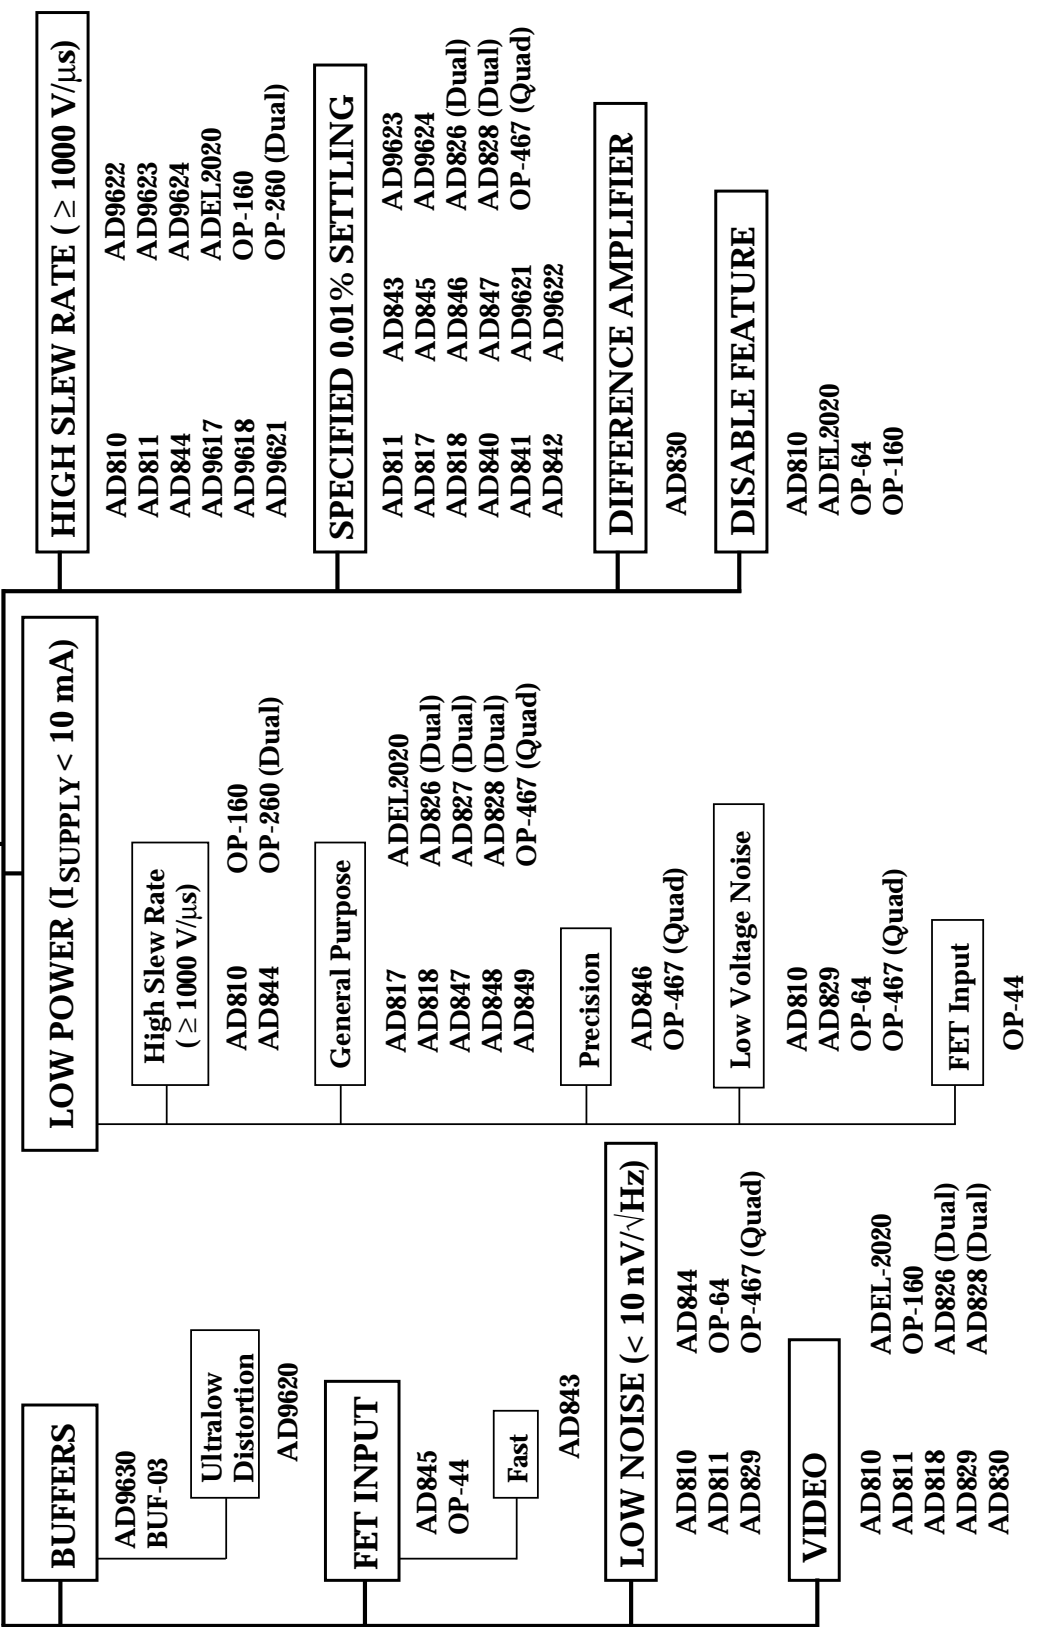 BUFFERS
AD9630
BUF-03
Ultralow
Distortion
AD9620
FET INPUT
AD845
OP-44
Fast
AD843
LOW NOISE (< 10 nV/√Hz)
AD810
AD811
AD829
AD844
OP-64
OP-467 (Quad)
VIDEO
AD810
AD811
AD818
AD829
AD830
ADEL-2020
OP-160
AD826 (Dual)
AD828 (Dual)
LOW POWER (ISUPPLY < 10 mA)
High Slew Rate
( ≥ 1000 V/μs)
AD810
AD844
OP-160
OP-260 (Dual)
General Purpose
AD817
AD818
AD847
AD848
AD849
ADEL2020
AD826 (Dual)
AD827 (Dual)
AD828 (Dual)
OP-467 (Quad)
Precision
AD846
OP-467 (Quad)
Low Voltage Noise
AD810
AD829
OP-64
OP-467 (Quad)
FET Input
OP-44
HIGH SLEW RATE ( ≥ 1000 V/μs)
AD810
AD811
AD844
AD9617
AD9618
AD9621
AD9622
AD9623
AD9624
ADEL2020
OP-160
OP-260 (Dual)
SPECIFIED 0.01% SETTLING
AD811
AD817
AD818
AD840
AD841
AD842
AD843
AD845
AD846
AD847
AD9621
AD9622
AD9623
AD9624
AD826 (Dual)
AD828 (Dual)
OP-467 (Quad)
DIFFERENCE AMPLIFIER
AD830
DISABLE FEATURE
AD810
ADEL2020
OP-64
OP-160